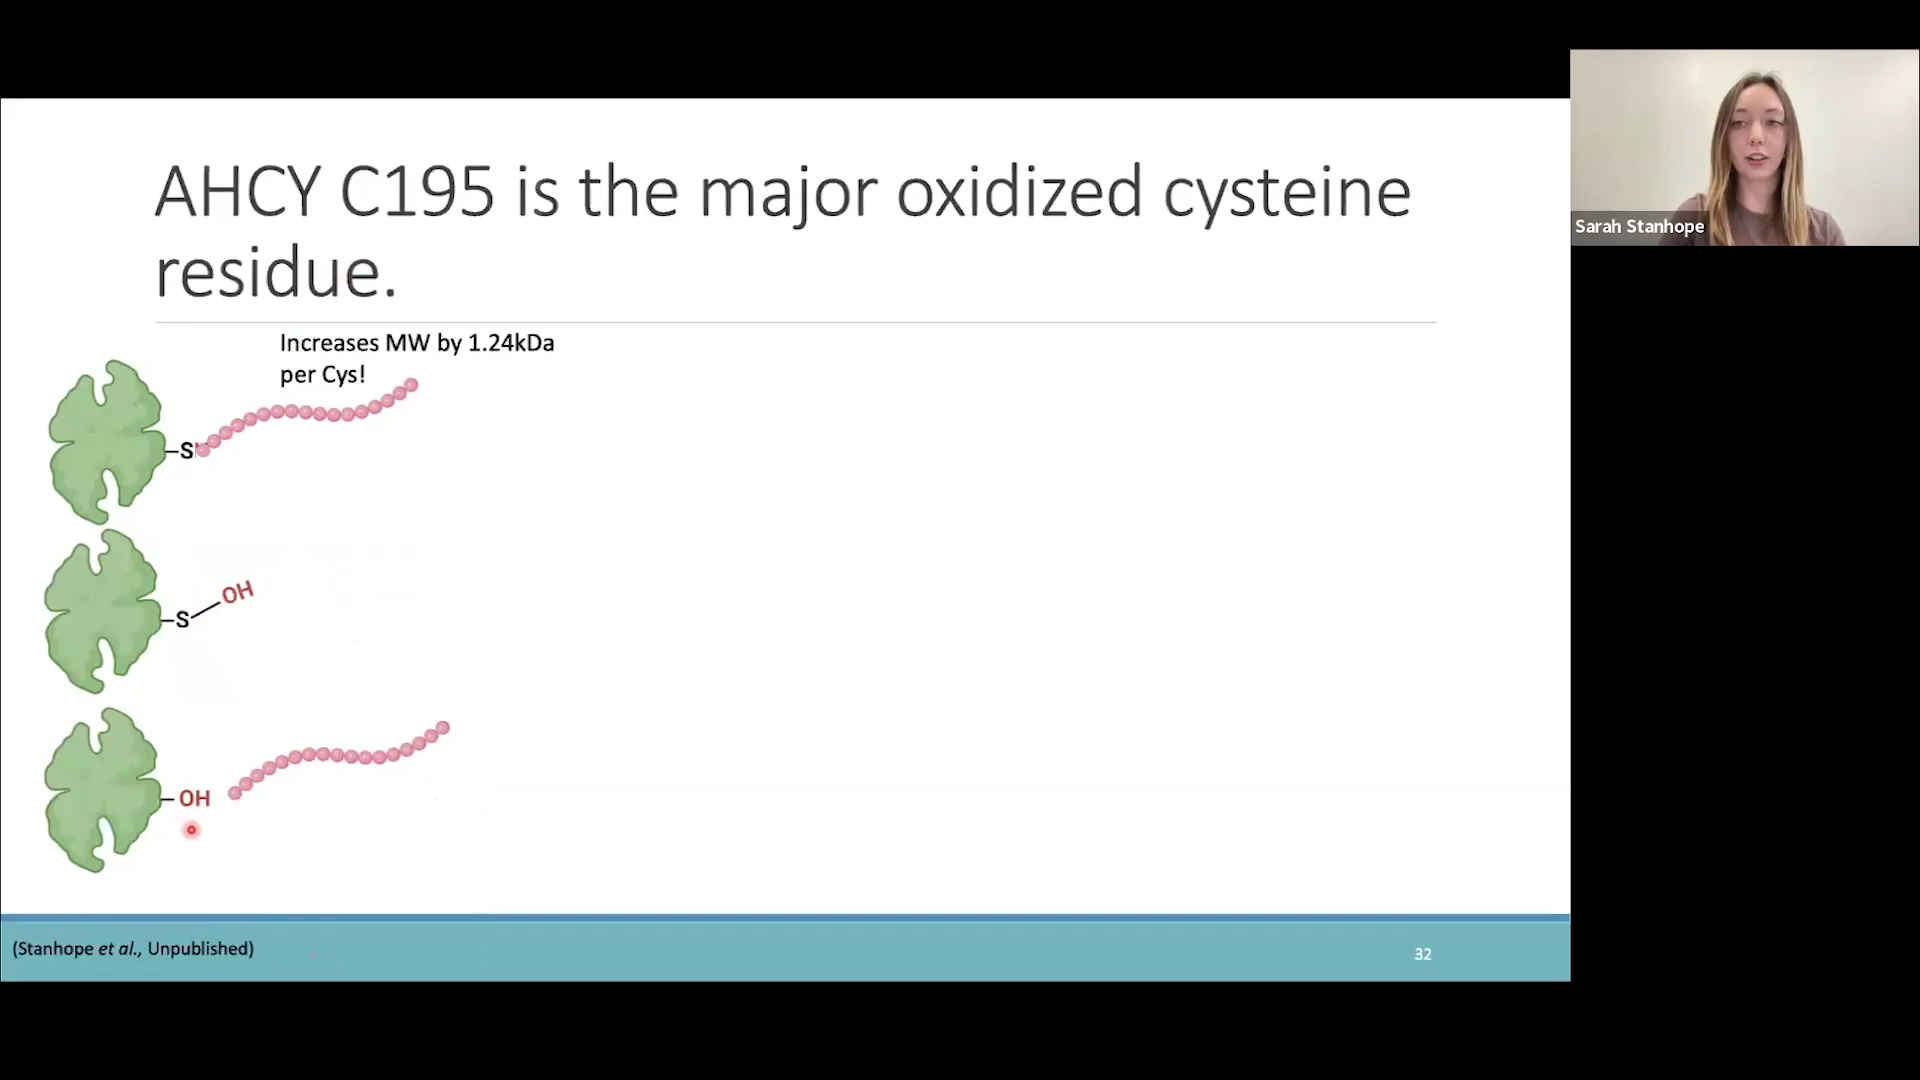 AHCY C195 is the major oxidized cysteine
residue.
Increases MW by 1.24kDa
per Cys!
S
S
OH
OH
(Stanhope et al., Unpublished)
32
Sarah Stanhope